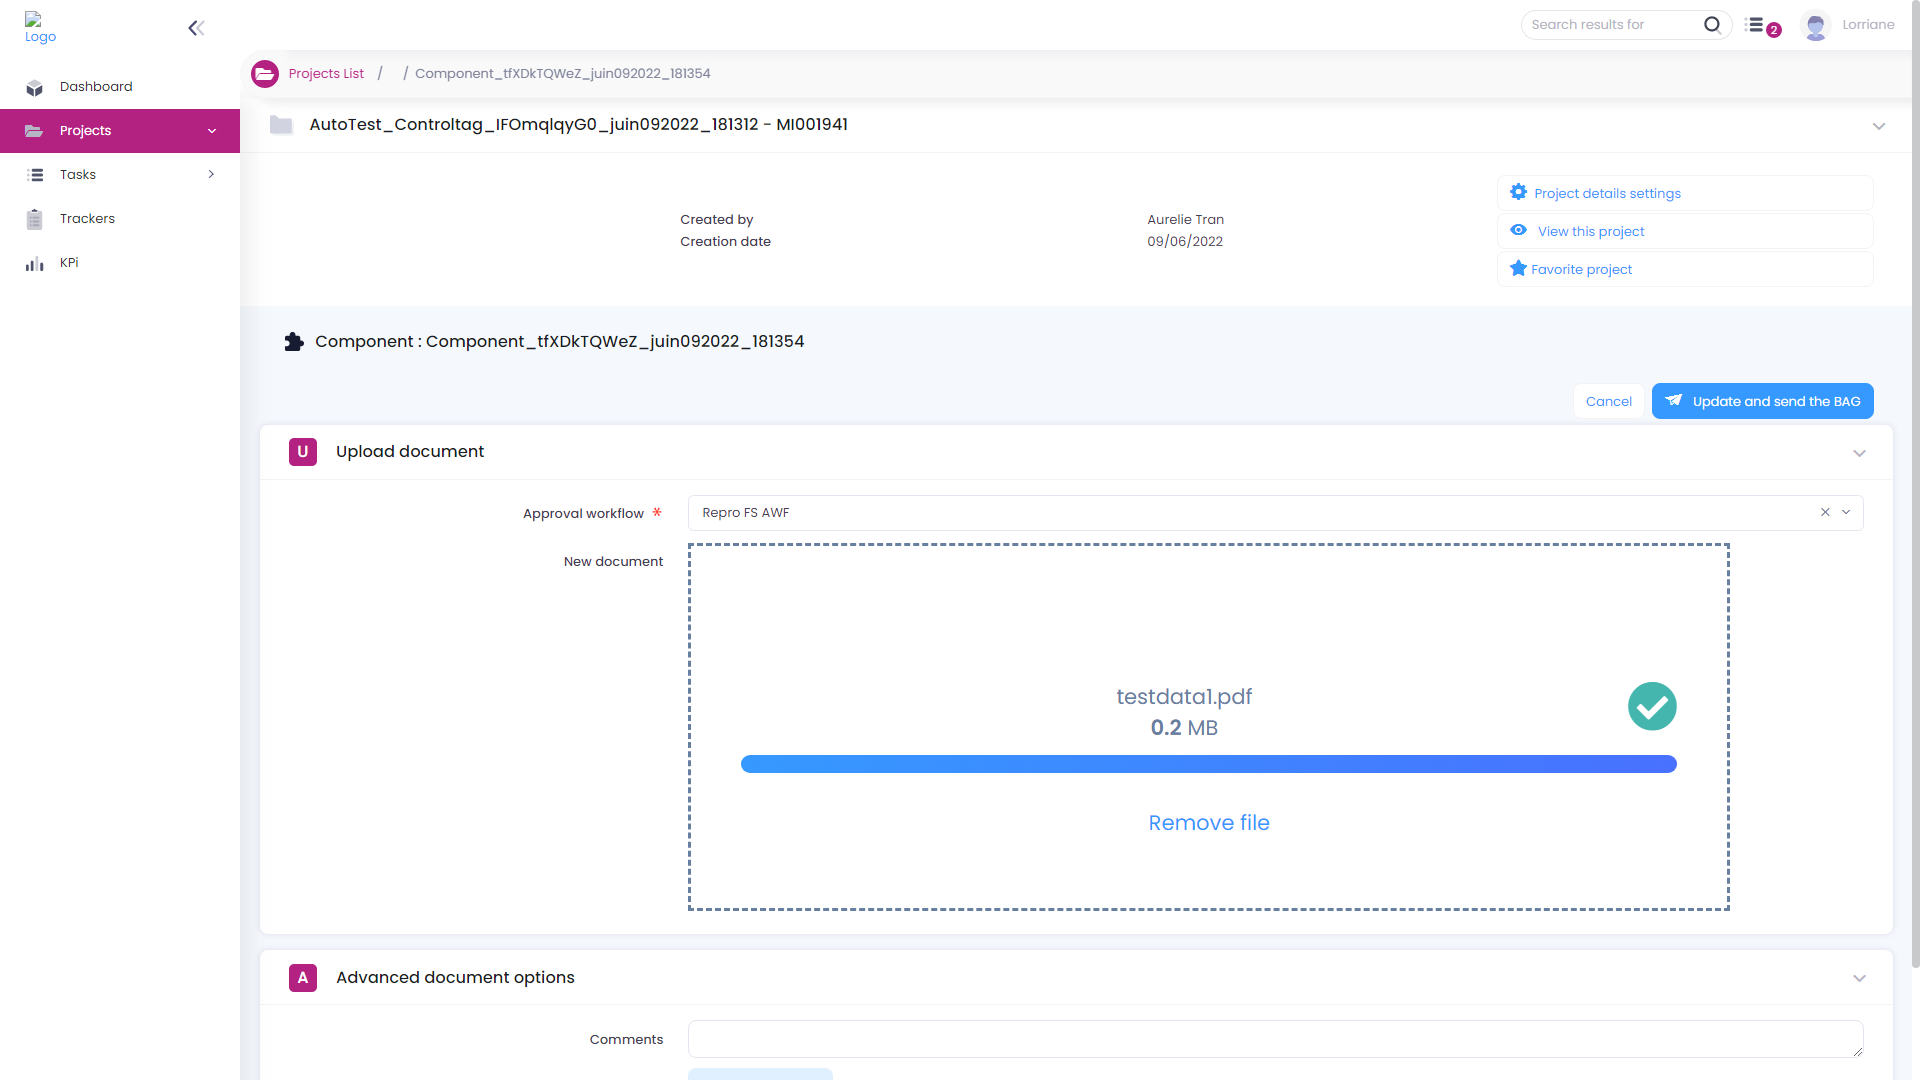 Logo
Search results for
2
Lorriane
Dashboard
Projects
Tasks
Trackers
KPi
Projects List / / Component_tfXDkTQWeZ_juin092022_181354
AutoTest_Controltag_IFOmqlqyG0_juin092022_181312 - MI001941
Created by Aurelie Tran
Creation date 09/06/2022
Project details settings
View this project
Favorite project
Component : Component_tfXDkTQWeZ_juin092022_181354
Cancel
Update and send the BAG
U Upload document
Approval workflow * Repro FS AWF
New document
testdata1.pdf
0.2 MB
Remove file
A Advanced document options
Comments